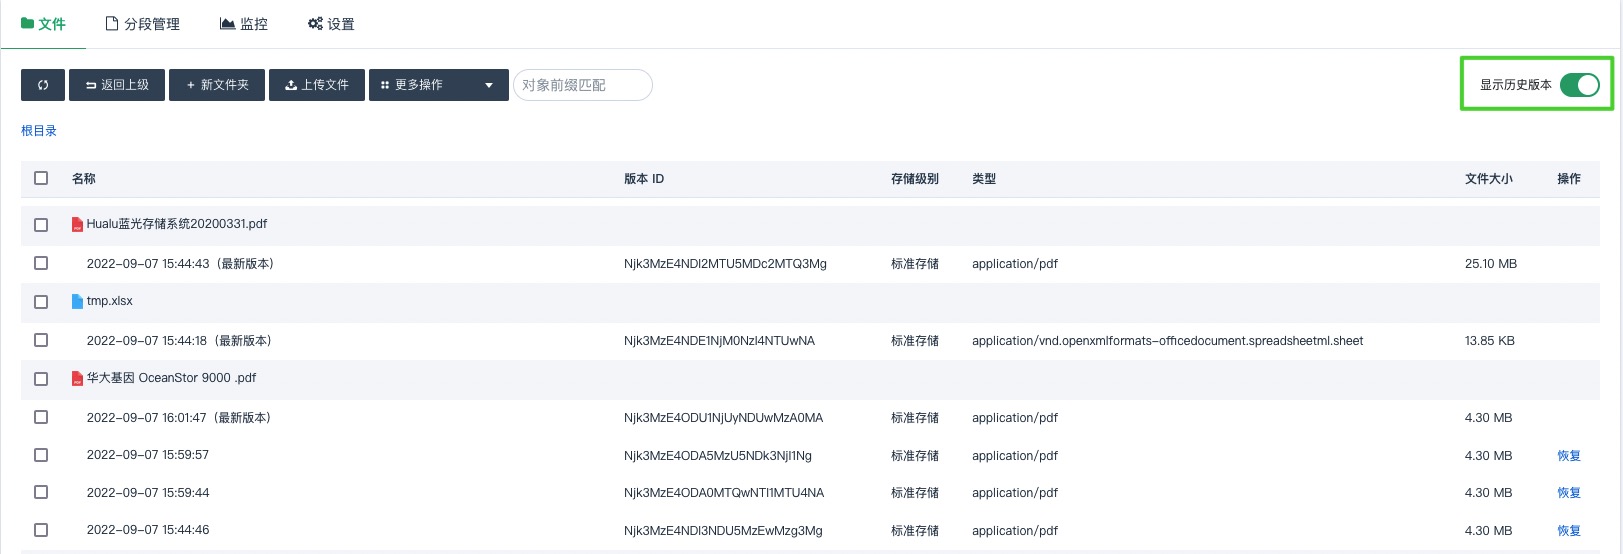 文件 分段管理 监控 设置
返回上级 + 新文件夹 上传文件 更多操作 对象前缀匹配 显示历史版本
根目录
名称 版本 ID 存储级别 类型 文件大小 操作
Hualu蓝光存储系统20200331.pdf
2022-09-07 15:44:43（最新版本） Njk3MzE4NDI2MTU5MDc2MTQ3Mg 标准存储 application/pdf 25.10 MB
tmp.xlsx
2022-09-07 15:44:18（最新版本） Njk3MzE4NDE1NjM0NzI4NTUwNA 标准存储 application/vnd.openxmlformats-officedocument.spreadsheetml.sheet 13.85 KB
华大基因 OceanStor 9000 .pdf
2022-09-07 16:01:47（最新版本） Njk3MzE4ODU1NjUyNDUwMzA0MA 标准存储 application/pdf 4.30 MB
2022-09-07 15:59:57 Njk3MzE4ODA5MzU5NDk3NjI1Ng 标准存储 application/pdf 4.30 MB 恢复
2022-09-07 15:59:44 Njk3MzE4ODA0MTQwNTI1MTU4NA 标准存储 application/pdf 4.30 MB 恢复
2022-09-07 15:44:46 Njk3MzE4NDI3NDU5MzEwMzg3Mg 标准存储 application/pdf 4.30 MB 恢复